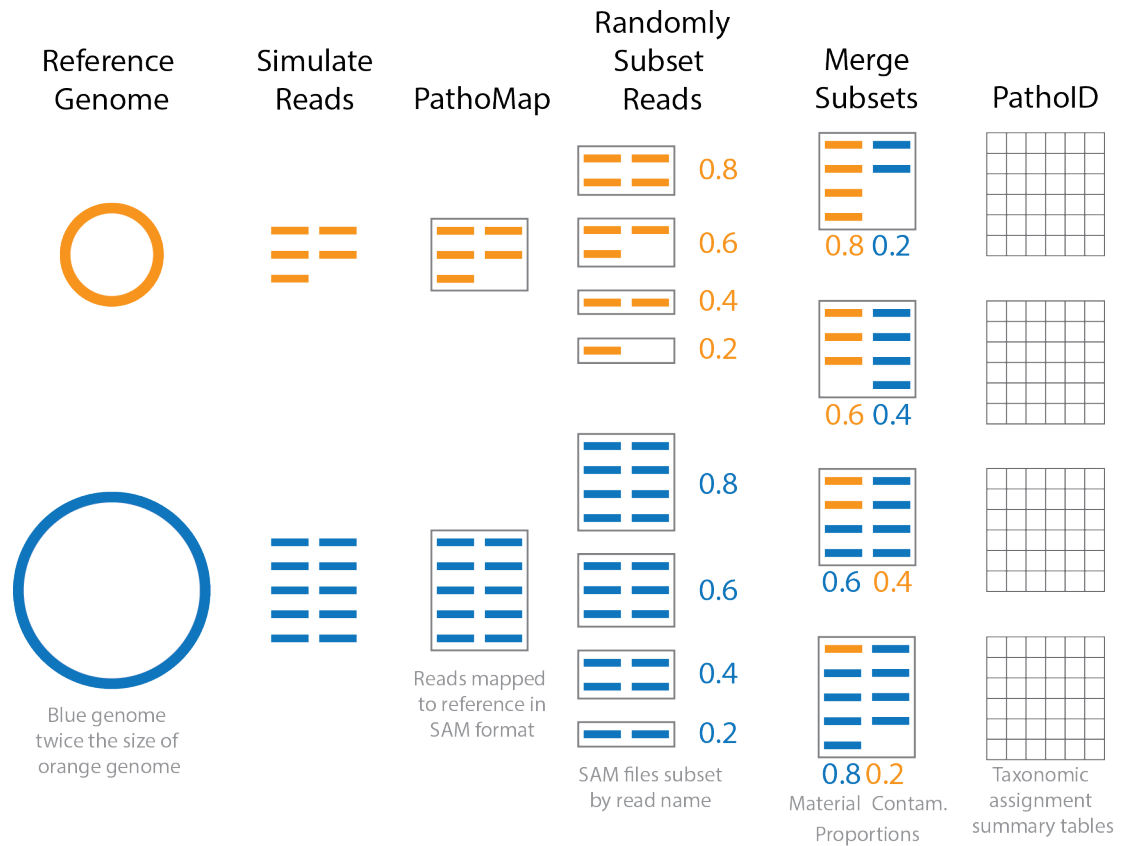 Reference
Genome
Simulate
Reads
PathoMap
Randomly
Subset
Reads
Merge
Subsets
PathoID
0.8
0.6
0.4
0.2
0.8 0.2
0.6 0.4
0.8
0.6
0.4
0.2
0.6 0.4
0.8 0.2
Blue genome
twice the size of
orange genome
Reads mapped
to reference in
SAM format
SAM files subset
by read name
Material Contam.
Proportions
Taxonomic
assignment
summary tables